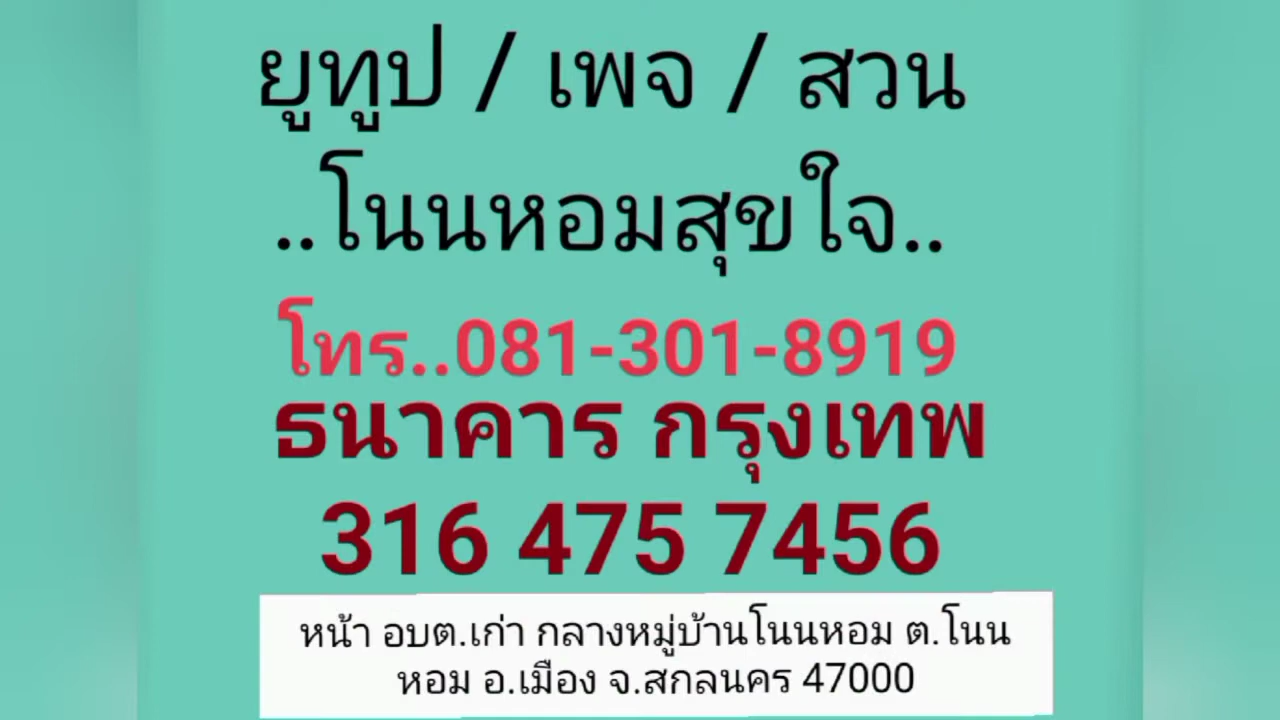 ยูทูป / เพจ / สวน
..โนนหอมสุขใจ..
โทร..081-301-8919
ธนาคาร กรุงเทพ
316 475 7456
หน้า อบต.เก่า กลางหมู่บ้านโนนหอม ต.โนน
หอม อ.เมือง จ.สกลนคร 47000